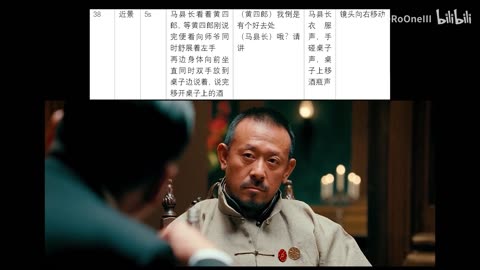 RoOneIII bilibili
38
近景
5s
马县长看着黄四
郎，等黄四郎刚说
完便看向师爷同
时舒展着左手
再边身体向前坐
直同时双手放到
桌子边说着，说完
移开桌子上的酒
（黄四郎）我倒是
有个好去处
（马县长）哦？请
讲
马县长
衣服
声，手
碰桌子
声，桌
子上移
酒瓶声
镜头向右移动